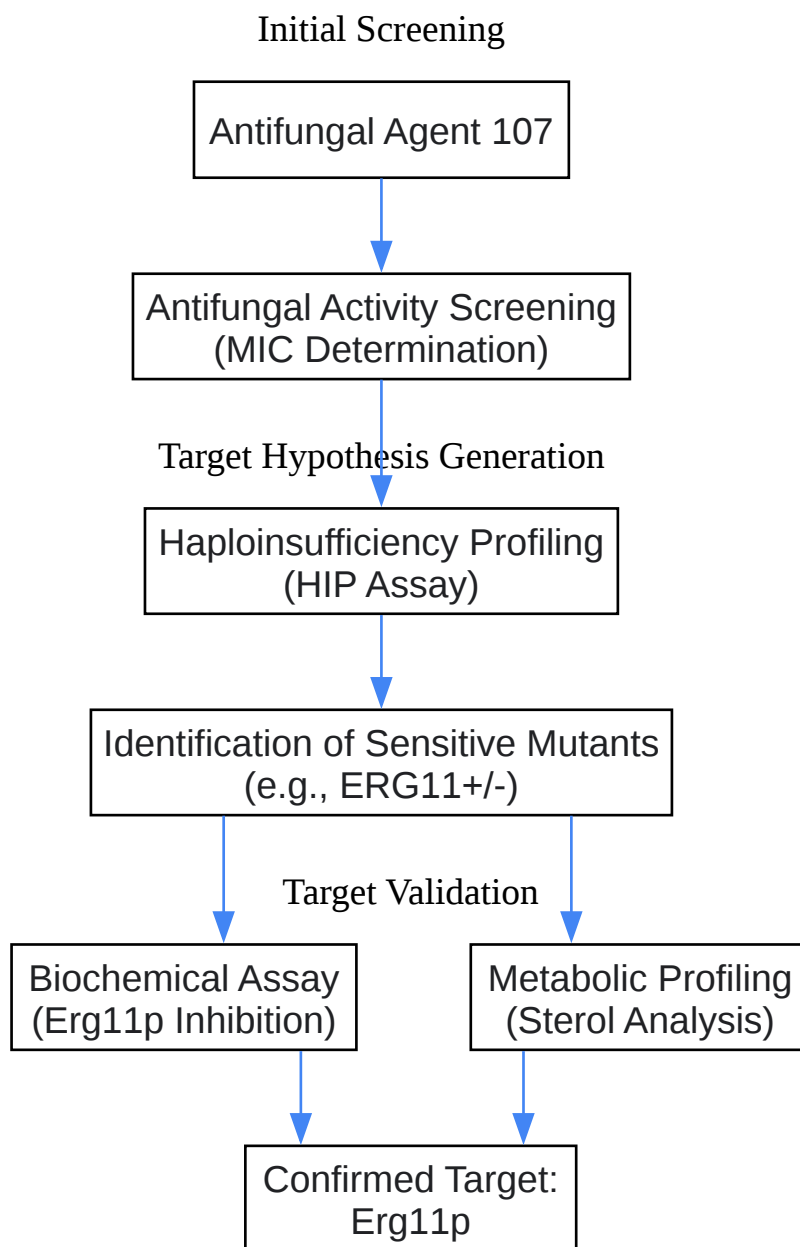 Initial Screening
Antifungal Agent 107
Antifungal Activity Screening
(MIC Determination)
Target Hypothesis Generation
Haploinsufficiency Profiling
(HIP Assay)
Identification of Sensitive Mutants
(e.g., ERG11+/-)
Target Validation
Biochemical Assay
(Erg11p Inhibition)
Metabolic Profiling
(Sterol Analysis)
Confirmed Target:
Erg11p